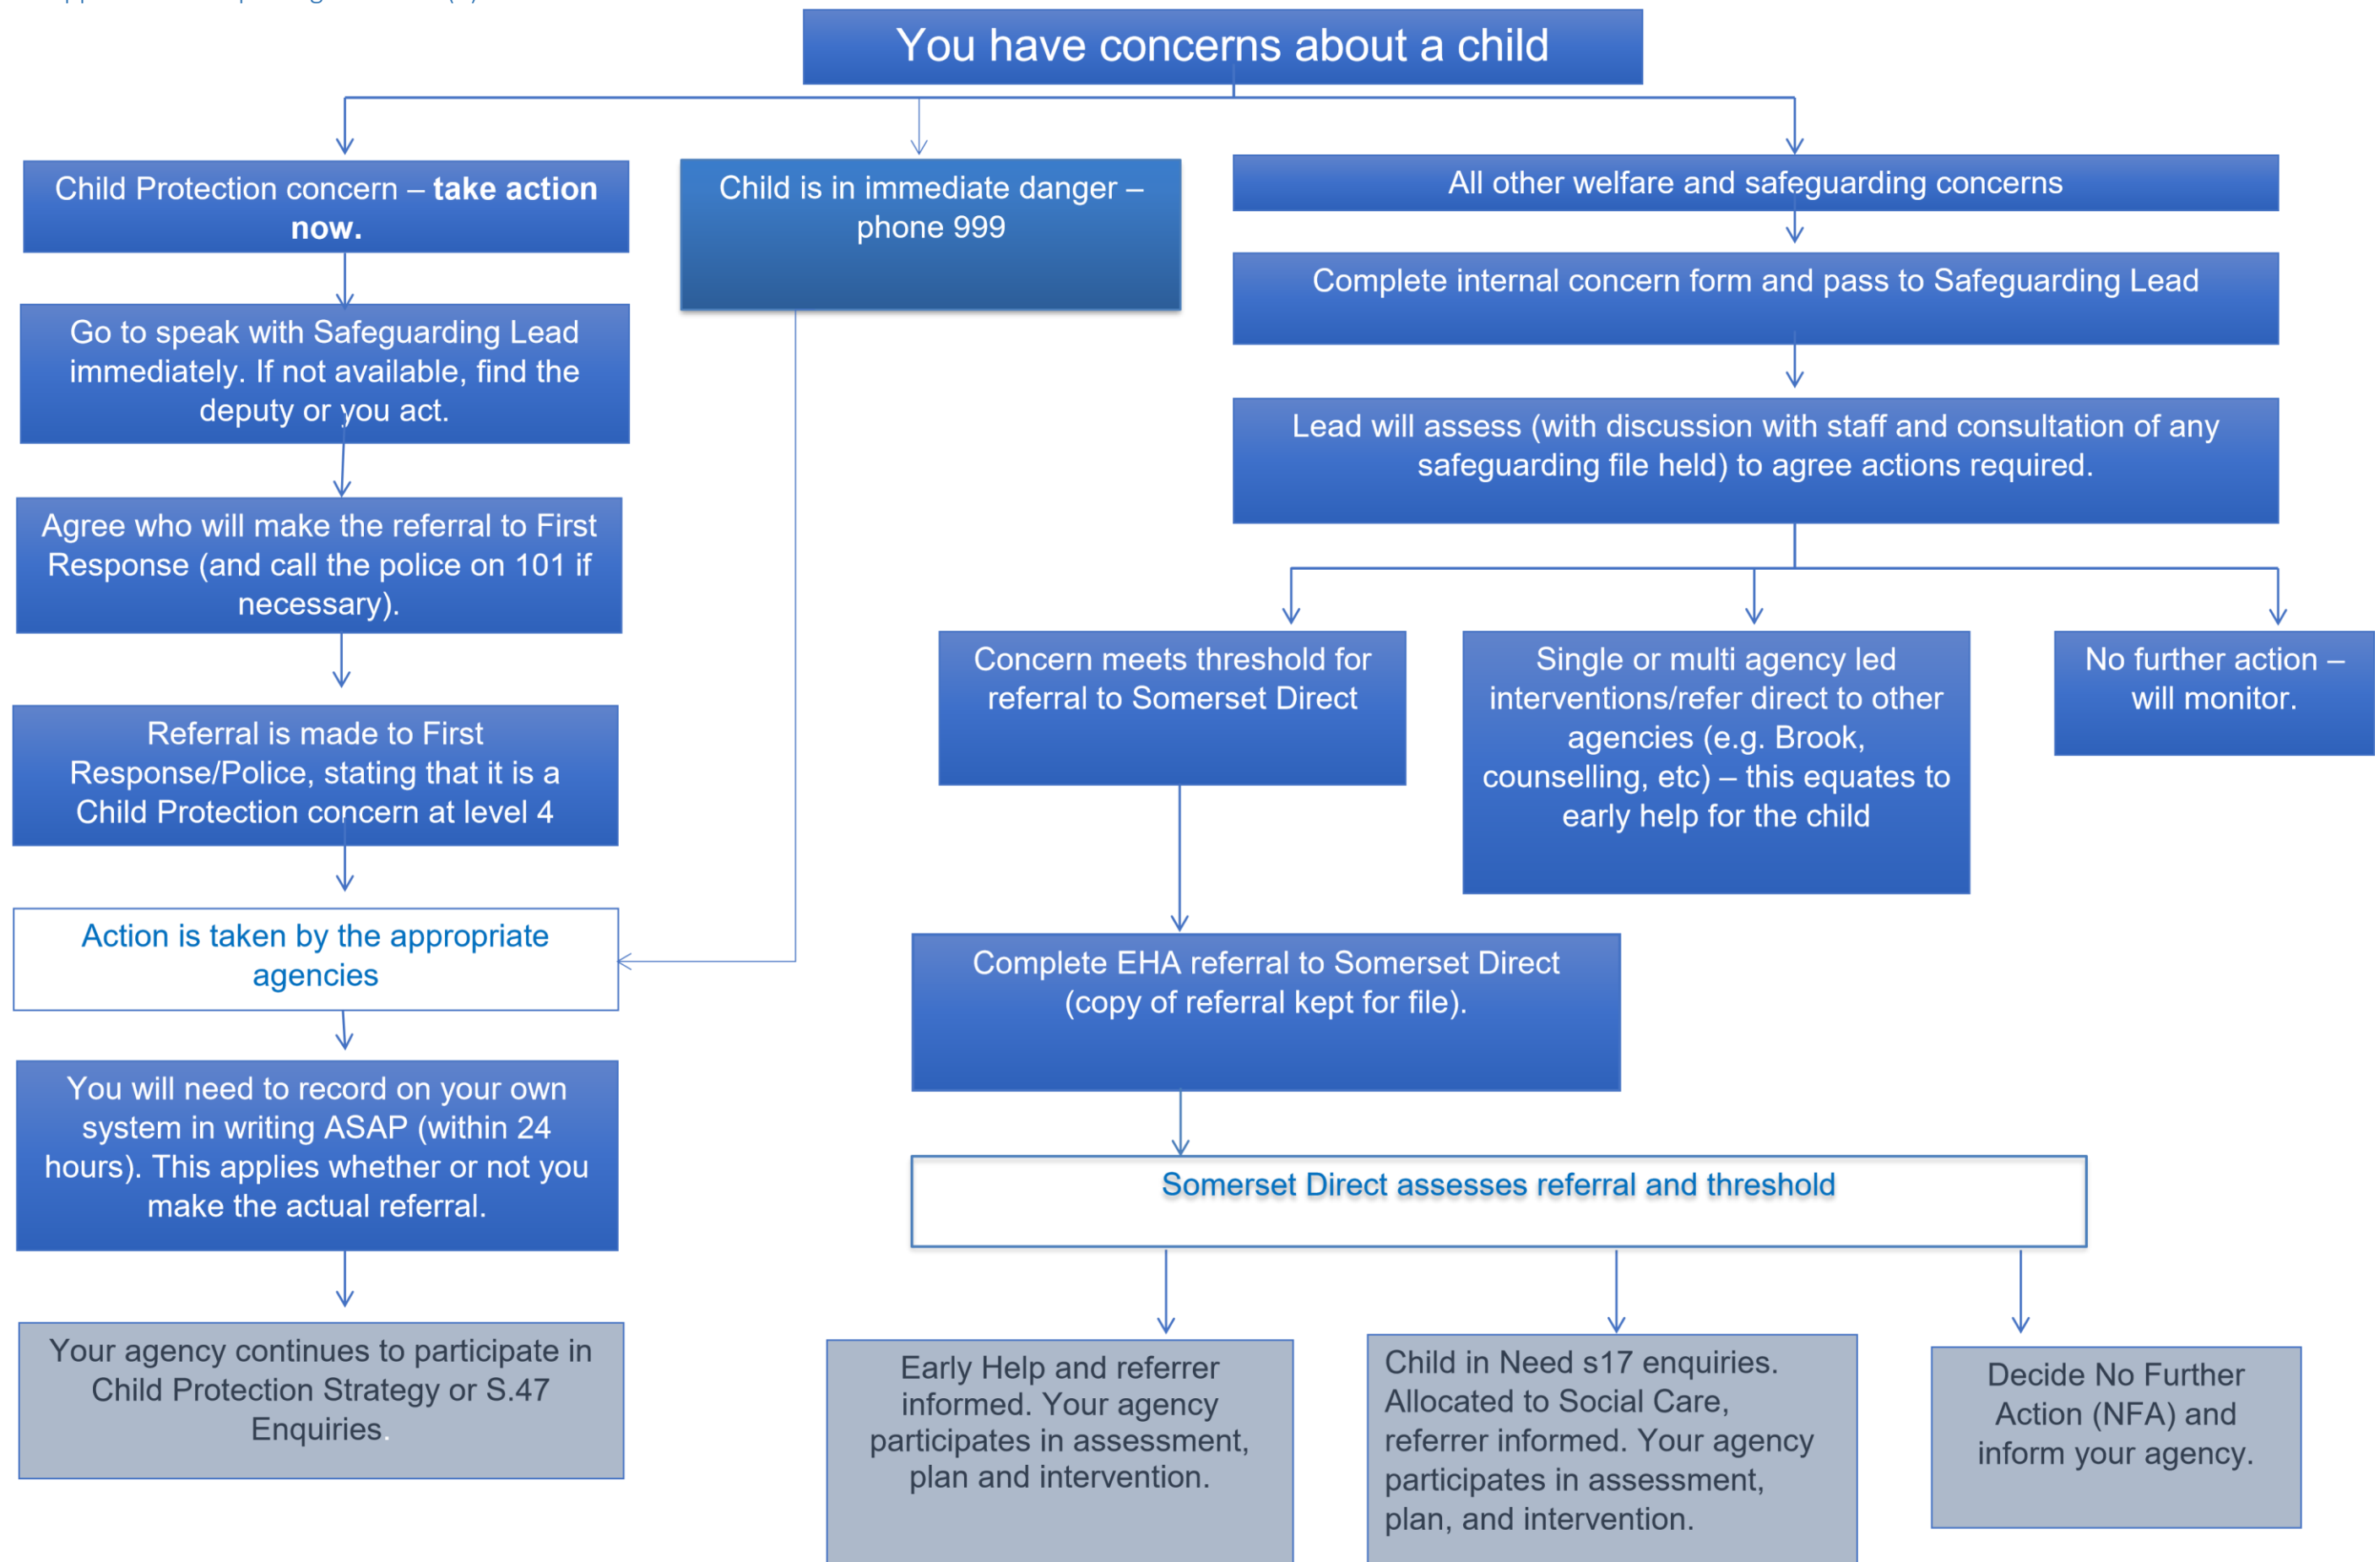 You have concerns about a child
Child Protection concern – take action
now.
Go to speak with Safeguarding Lead
immediately. If not available, find the
deputy or you act.
Agree who will make the referral to First
Response (and call the police on 101 if
necessary).
Referral is made to First
Response/Police, stating that it is a
Child Protection concern at level 4
Action is taken by the appropriate
agencies
You will need to record on your own
system in writing ASAP (within 24
hours). This applies whether or not you
make the actual referral.
Your agency continues to participate in
Child Protection Strategy or S.47
Enquiries.
Child is in immediate danger –
phone 999
All other welfare and safeguarding concerns
Complete internal concern form and pass to Safeguarding Lead
Lead will assess (with discussion with staff and consultation of any
safeguarding file held) to agree actions required.
Concern meets threshold for
referral to Somerset Direct
Single or multi agency led
interventions/refer direct to other
agencies (e.g. Brook,
counselling, etc) – this equates to
early help for the child
No further action –
will monitor.
Complete EHA referral to Somerset Direct
(copy of referral kept for file).
Somerset Direct assesses referral and threshold
Early Help and referrer
informed. Your agency
participates in assessment,
plan and intervention.
Child in Need s17 enquiries.
Allocated to Social Care,
referrer informed. Your agency
participates in assessment,
plan, and intervention.
Decide No Further
Action (NFA) and
inform your agency.